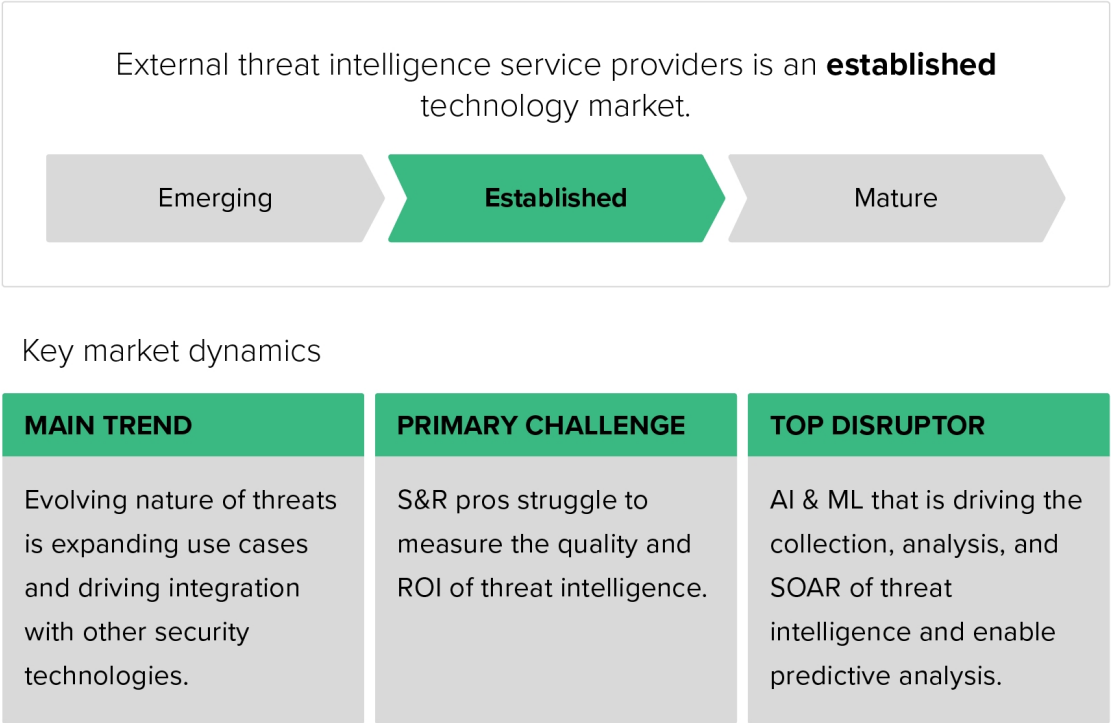 External threat intelligence service providers is an established
technology market.
Emerging
Established
Mature
Key market dynamics
MAIN TREND
Evolving nature of threats
is expanding use cases
and driving integration
with other security
technologies.
PRIMARY CHALLENGE
S&R pros struggle to
measure the quality and
ROI of threat intelligence.
TOP DISRUPTOR
AI & ML that is driving the
collection, analysis, and
SOAR of threat
intelligence and enable
predictive analysis.